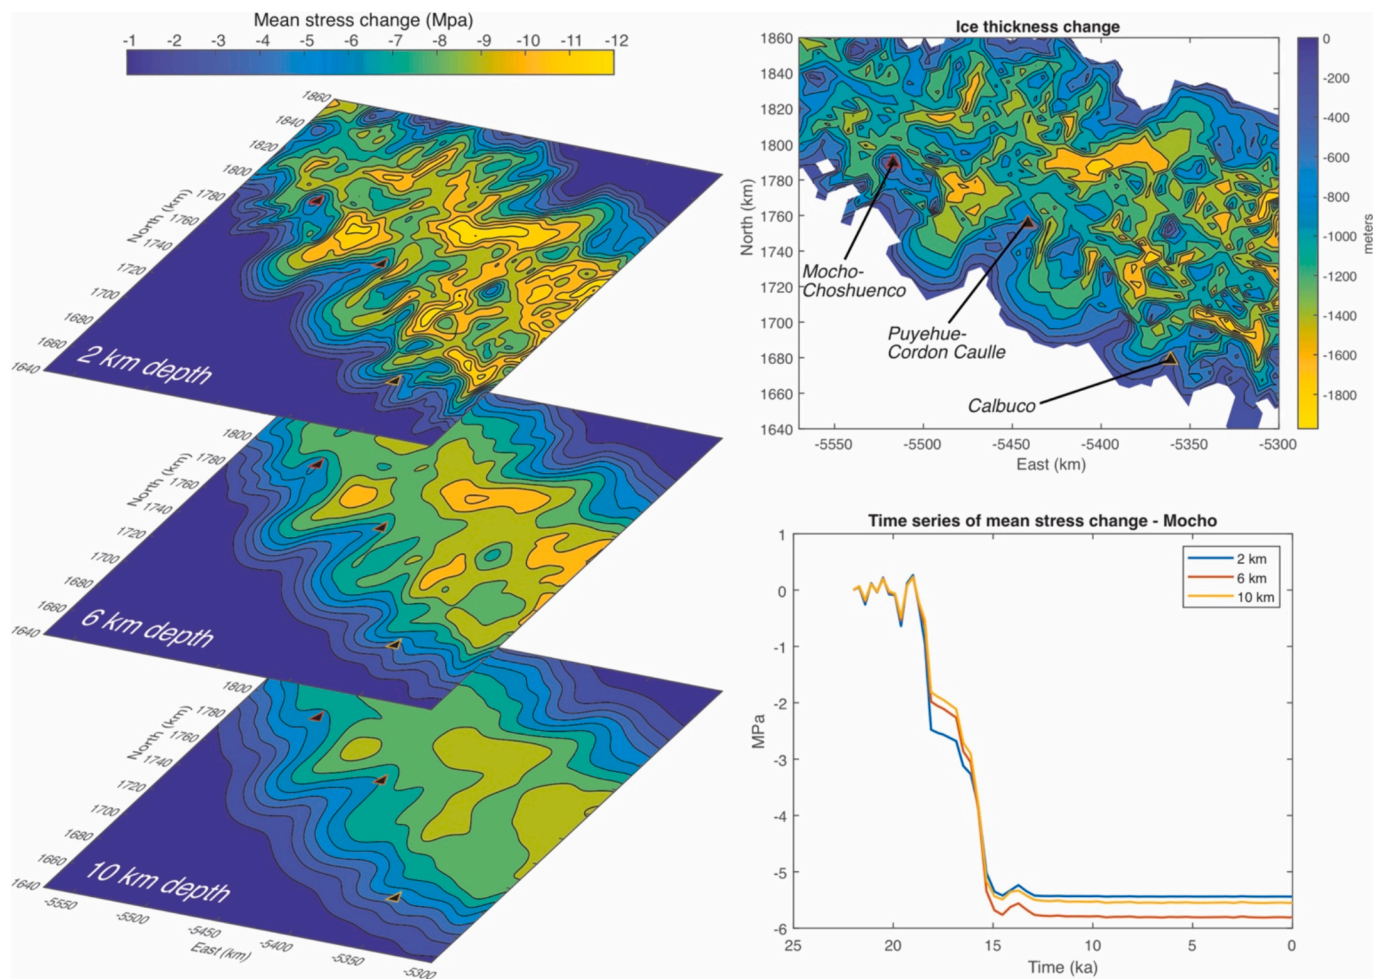 Mean stress change (Mpa)
-1 -2 -3 -4 -5 -6 -7 -8 -9 -10 -11 -12
1860
1840
1820
1800
1780
1760
1740
1720
1700
1680
1660
1640
North (km)
2 km depth
1800
1780
1760
1740
1720
1700
1680
1660
1640
North (km)
6 km depth
1800
1780
1760
1740
1720
1700
1680
1660
1640
North (km)
10 km depth
-5550
-5500
-5450
-5400
-5350
-5300
East (km)
Ice thickness change
1860
1840
1820
1800
1780
1760
1740
1720
1700
1680
1660
1640
North (km)
Mocho-
Choshuenco
Puyehue-
Cordon Caulle
Calbuco
-5550 -5500 -5450 -5400 -5350 -5300
East (km)
0
-200
-400
-600
-800
-1000
-1200
-1400
-1600
-1800
meters
Time series of mean stress change - Mocho
1
0
-1
-2
-3
-4
-5
-6
MPa
2 km
6 km
10 km
25 20 15 10 5 0
Time (ka)